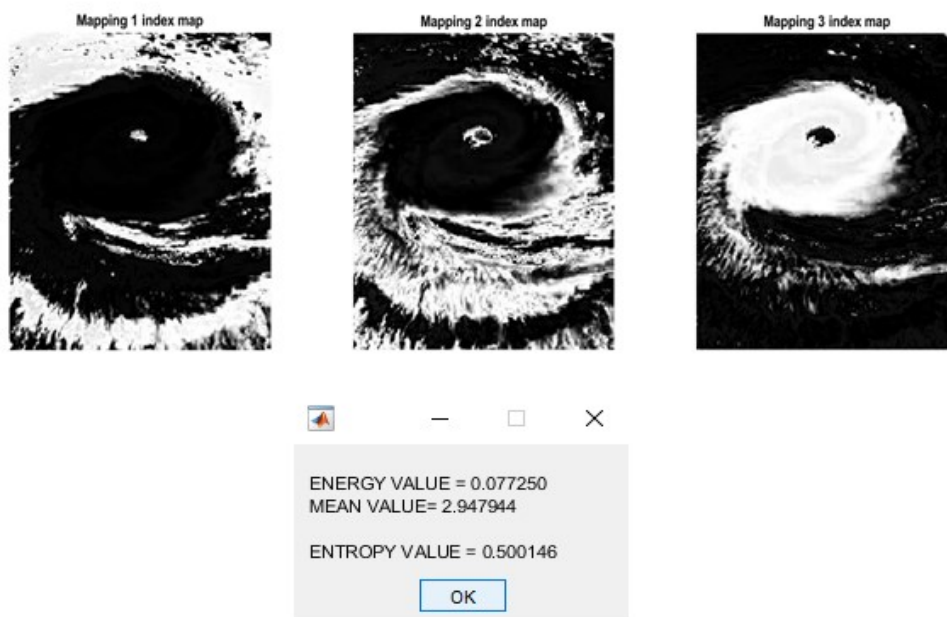 Mapping 1 index map
Mapping 2 index map
Mapping 3 index map
ENERGY VALUE = 0.077250
MEAN VALUE= 2.947944
ENTROPY VALUE = 0.500146
OK